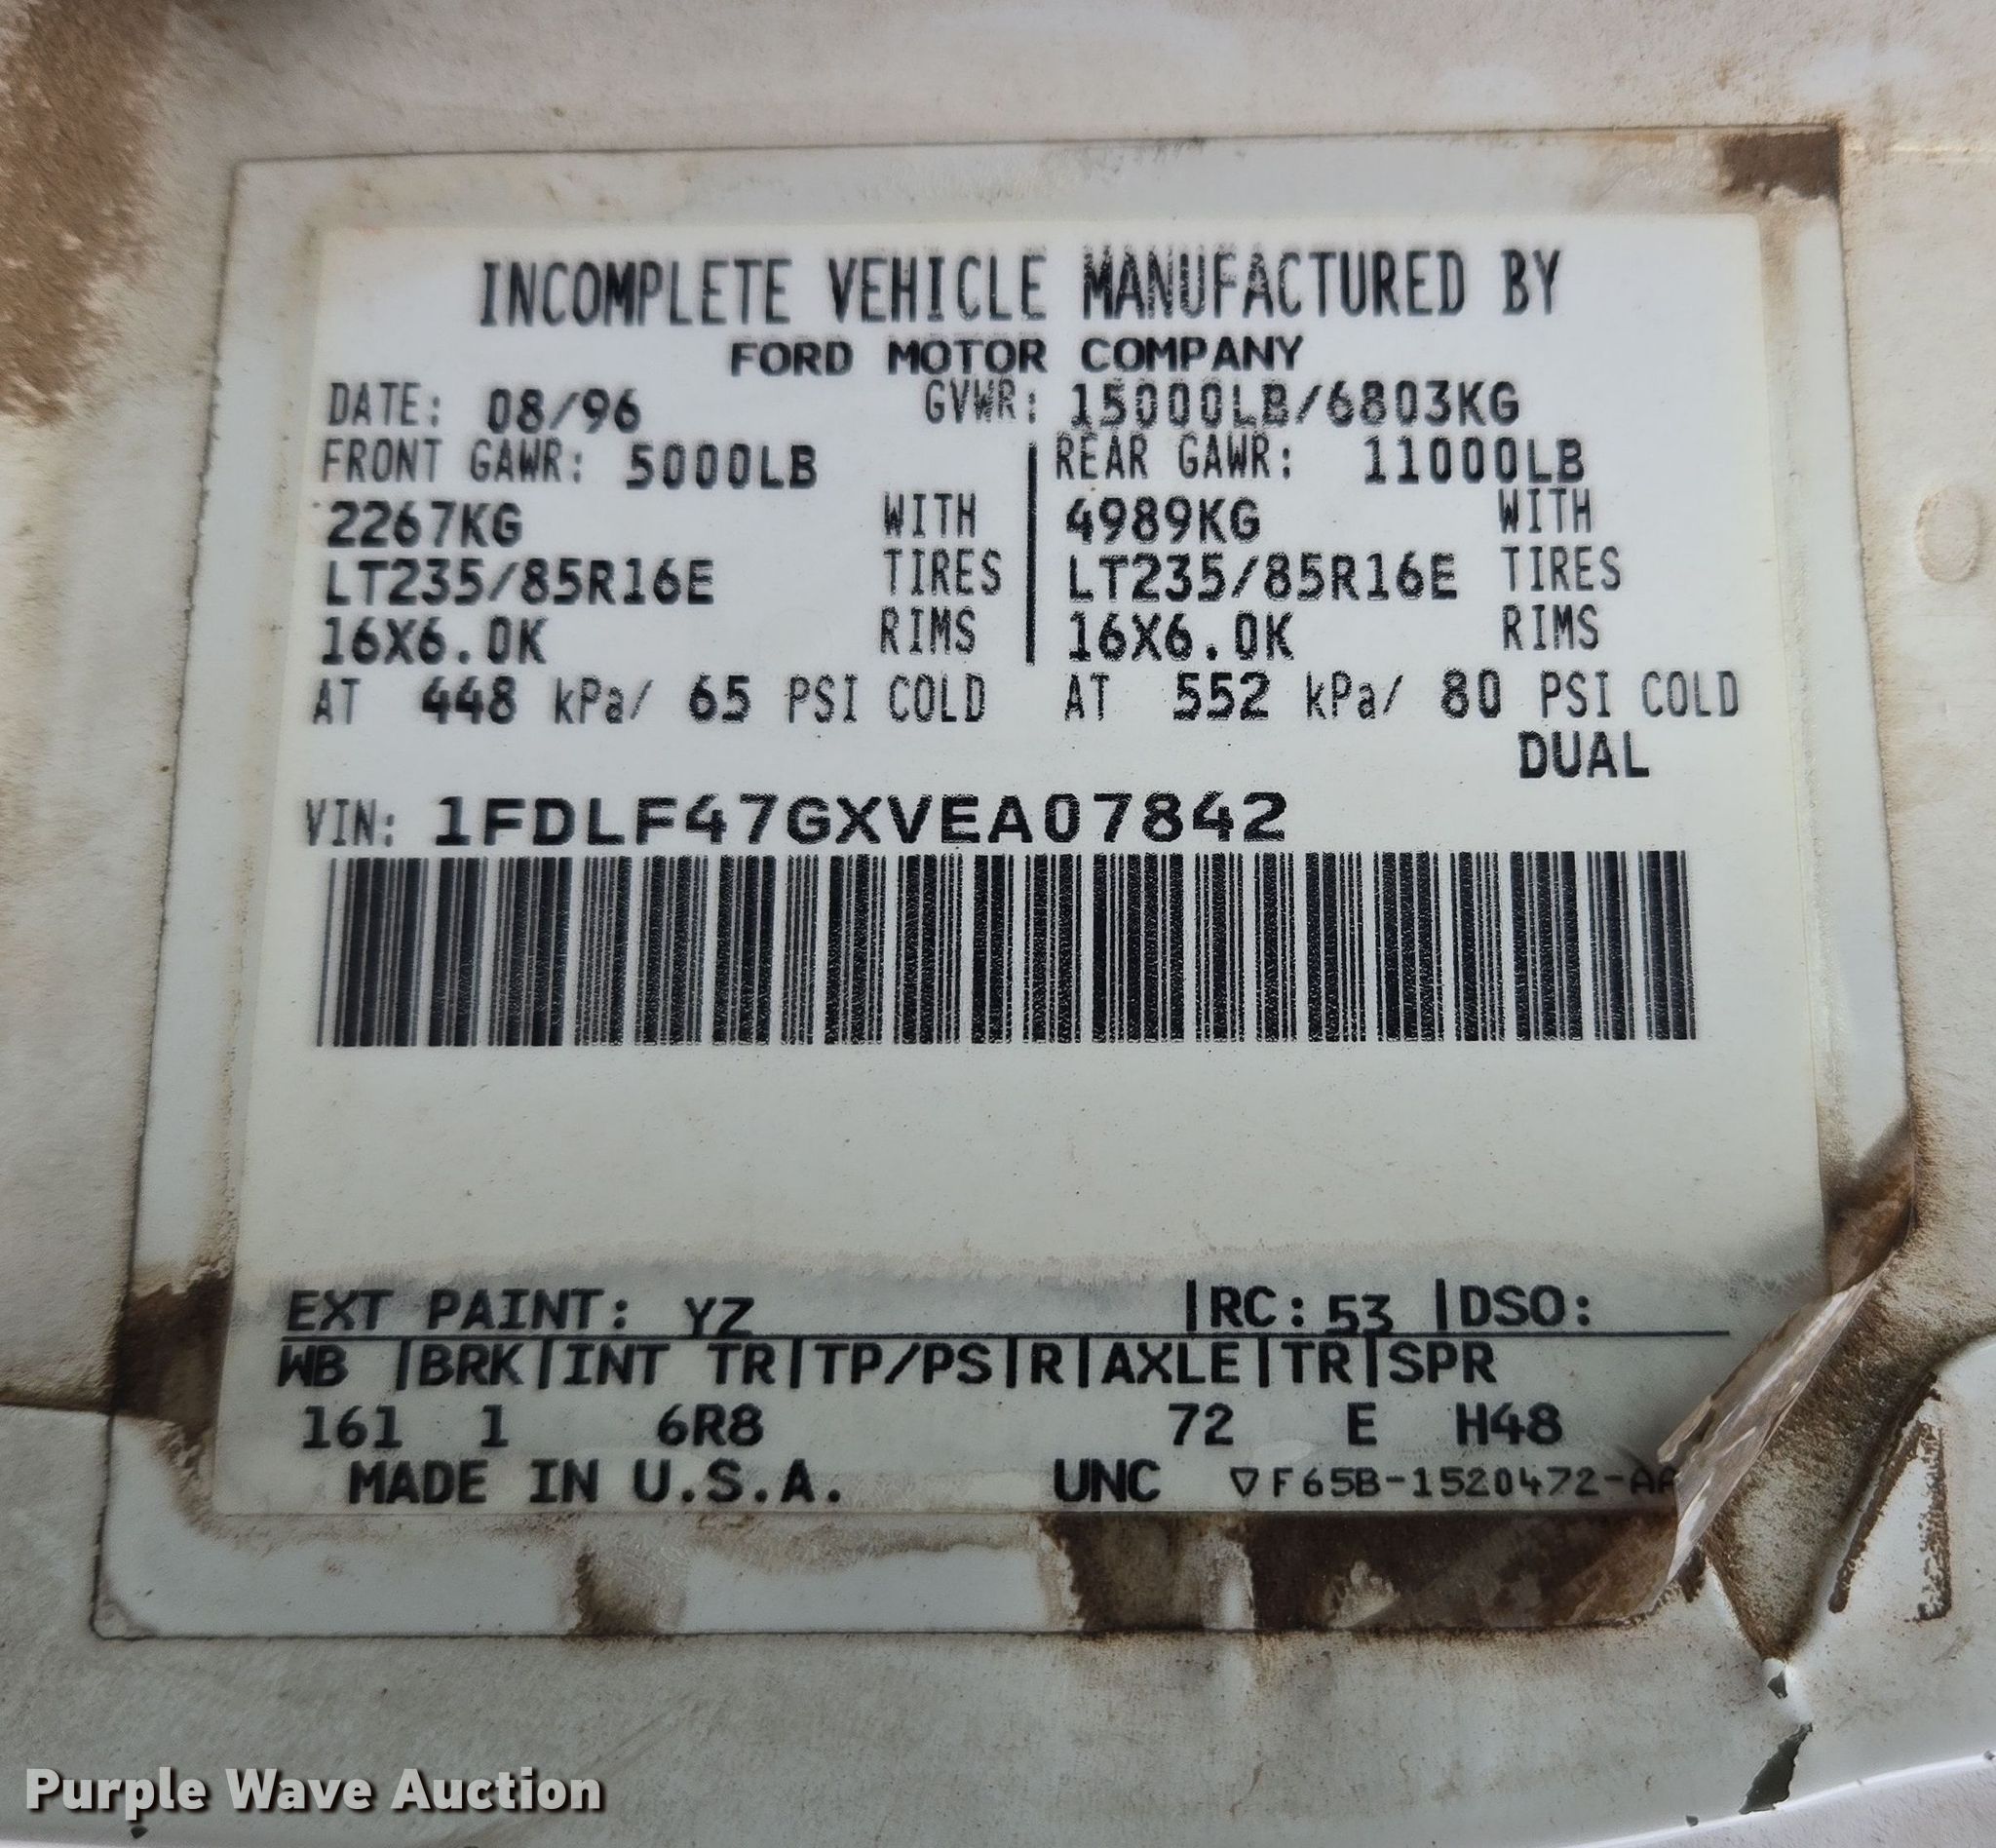 INCOMPLETE VEHICLE MANUFACTURED BY
FORD MOTOR COMPANY
DATE: 08/96 GVWR: 15000LB/6803KG
FRONT GAWR: 5000LB REAR GAWR: 11000LB
2267KG WITH 4989KG WITH
LT235/85R16E TIRES LT235/85R16E TIRES
16X6.0K RIMS 16X6.0K RIMS
AT 448 kPa/ 65 PSI COLD AT 552 kPa/ 80 PSI COLD
DUAL
VIN: 1FDLF47GXVEA07842
EXT PAINT: YZ |RC: 53 |DSO:
WB |BRK|INT TR|TP/PS|R|AXLE|TR|SPR
161 1 6R8 72 E H48
MADE IN U.S.A. UNC ▽F65B-1520472-AA
Purple Wave Auction